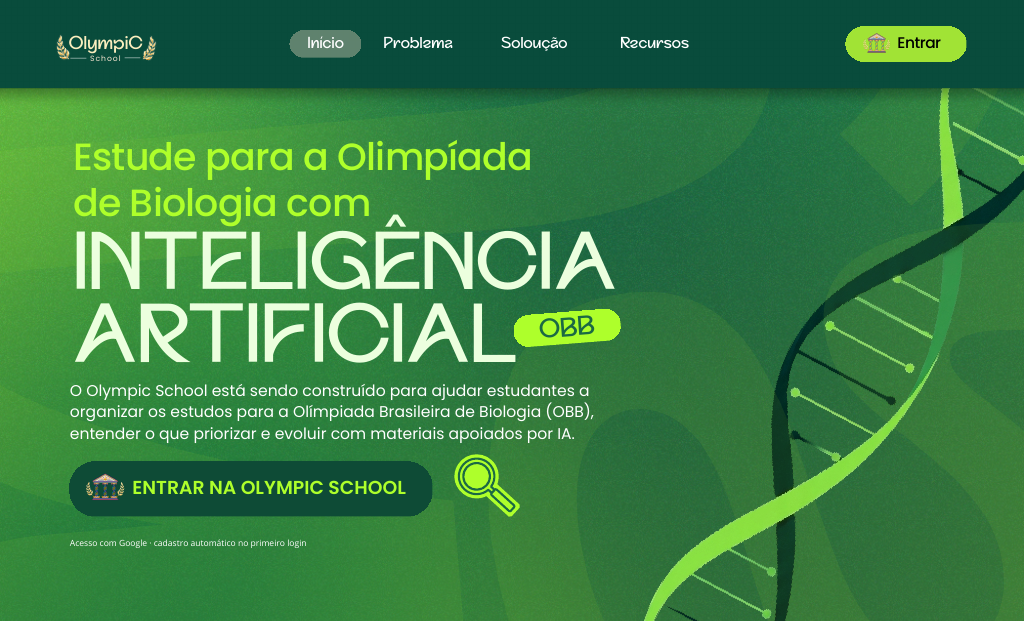 OlympiC
School
Início
Problema
Soloução
Recursos
Entrar
Estude para a Olimpíada
de Biologia com
INTELIGÊNCIA
ARTIFICIAL
OBB
O Olympic School está sendo construído para ajudar estudantes a
organizar os estudos para a Olímpiada Brasileira de Biologia (OBB),
entender o que priorizar e evoluir com materiais apoiados por IA.
ENTRAR NA OLYMPIC SCHOOL
Acesso com Google · cadastro automático no primeiro login